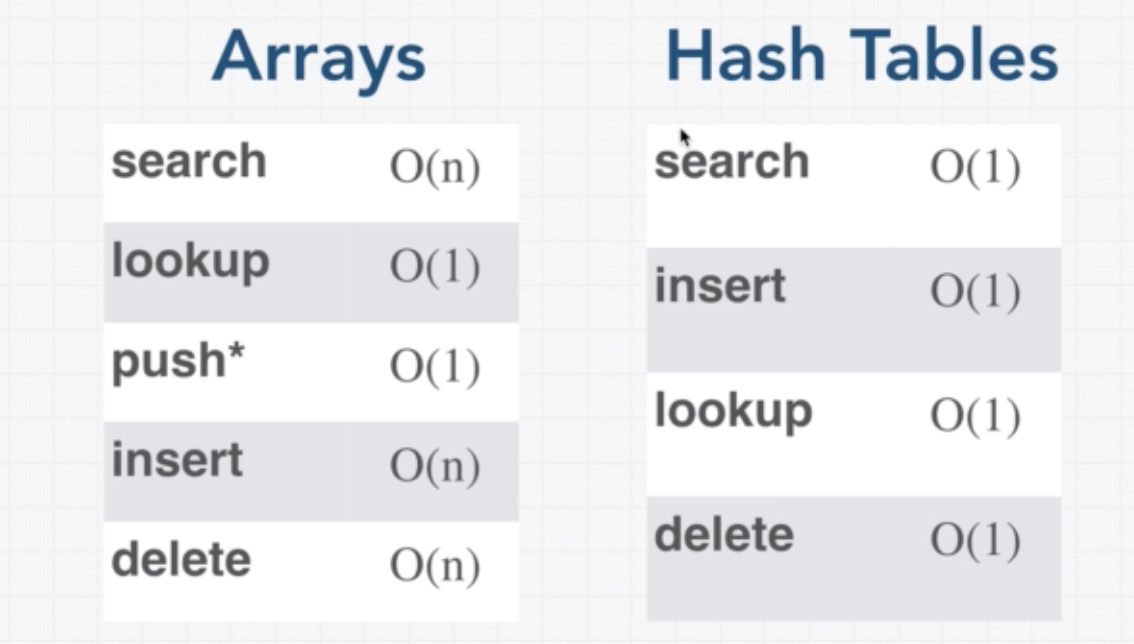 Arrays
search O(n)
lookup O(1)
push* O(1)
insert O(n)
delete O(n)
Hash Tables
search O(1)
insert O(1)
lookup O(1)
delete O(1)